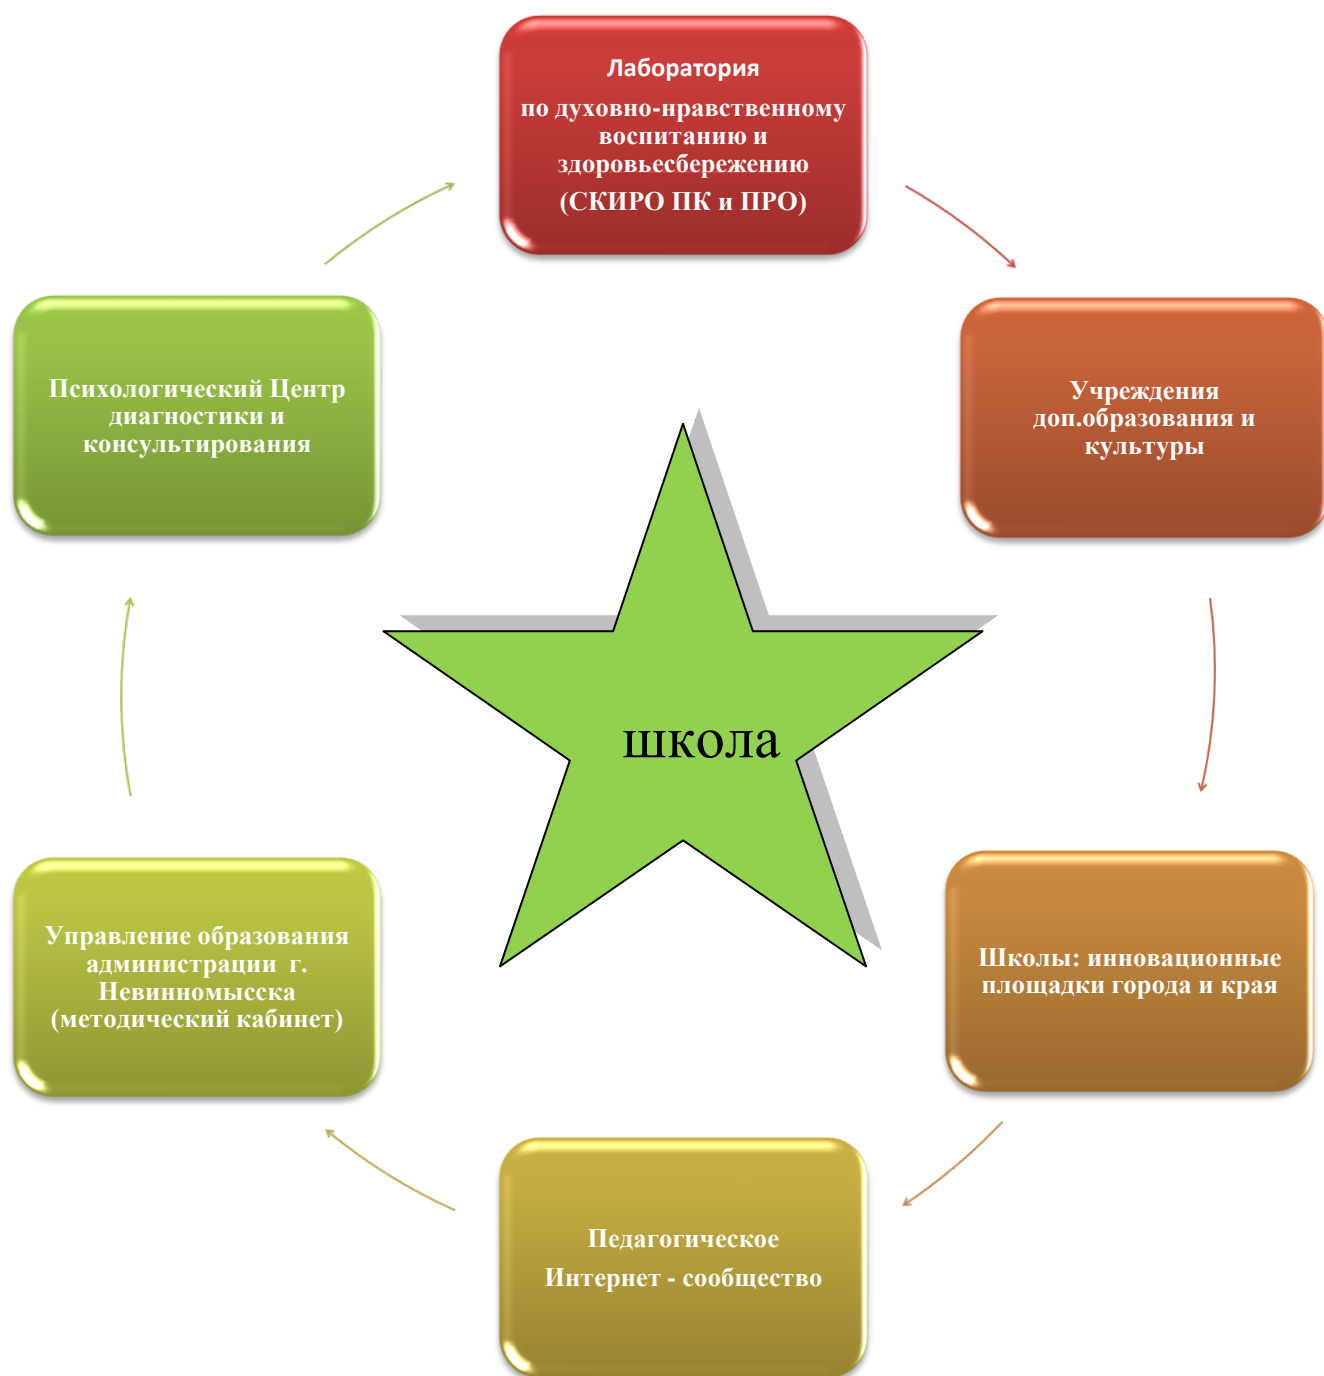 Лаборатория
по духовно-нравственному
воспитанию и
здоровьесбережению
(СКИРО ПК и ПРО)
Учреждения
доп.образования и
культуры
Школы: инновационные
площадки города и края
Педагогическое
Интернет - сообщество
Управление образования
администрации  г.
Невинномысска
(методический кабинет)
Психологический Центр
диагностики и
консультирования
школа